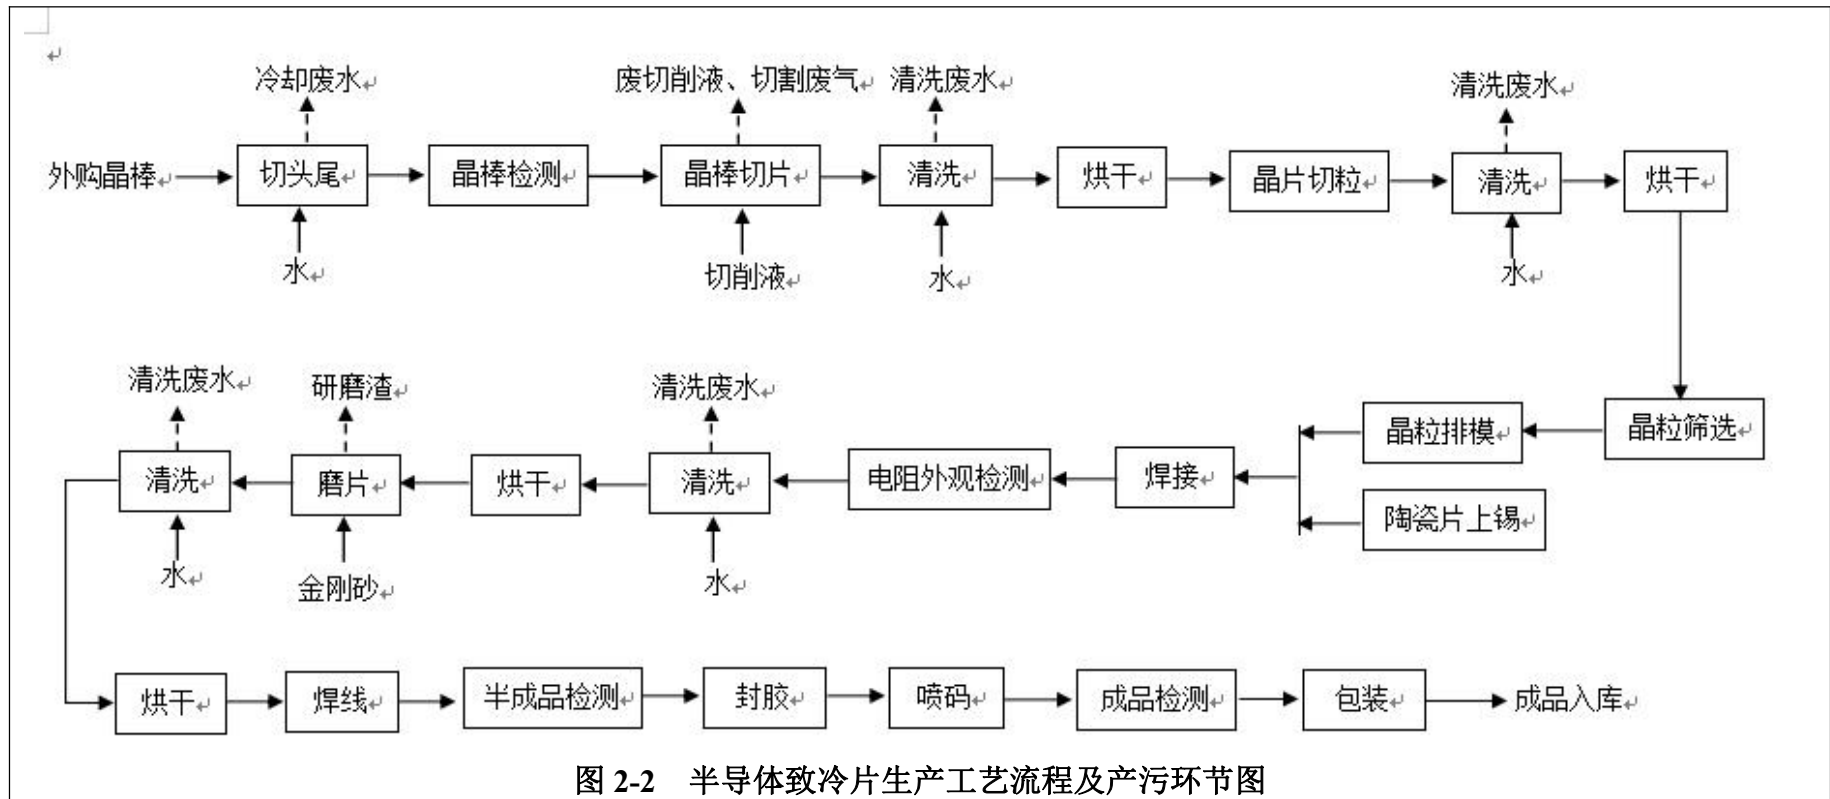 冷却废水 废切削液、切割废气 清洗废水 清洗废水
外购晶棒 切头尾 晶棒检测 晶棒切片 清洗 烘干 晶片切粒 清洗 烘干
水 切削液 水 水
清洗废水 研磨渣 清洗废水
晶粒排模 晶粒筛选
清洗 磨片 烘干 清洗 电阻外观检测 焊接
陶瓷片上锡
水 金刚砂 水
烘干 焊线 半成品检测 封胶 喷码 成品检测 包装 成品入库
图 2-2 半导体致冷片生产工艺流程及产污环节图